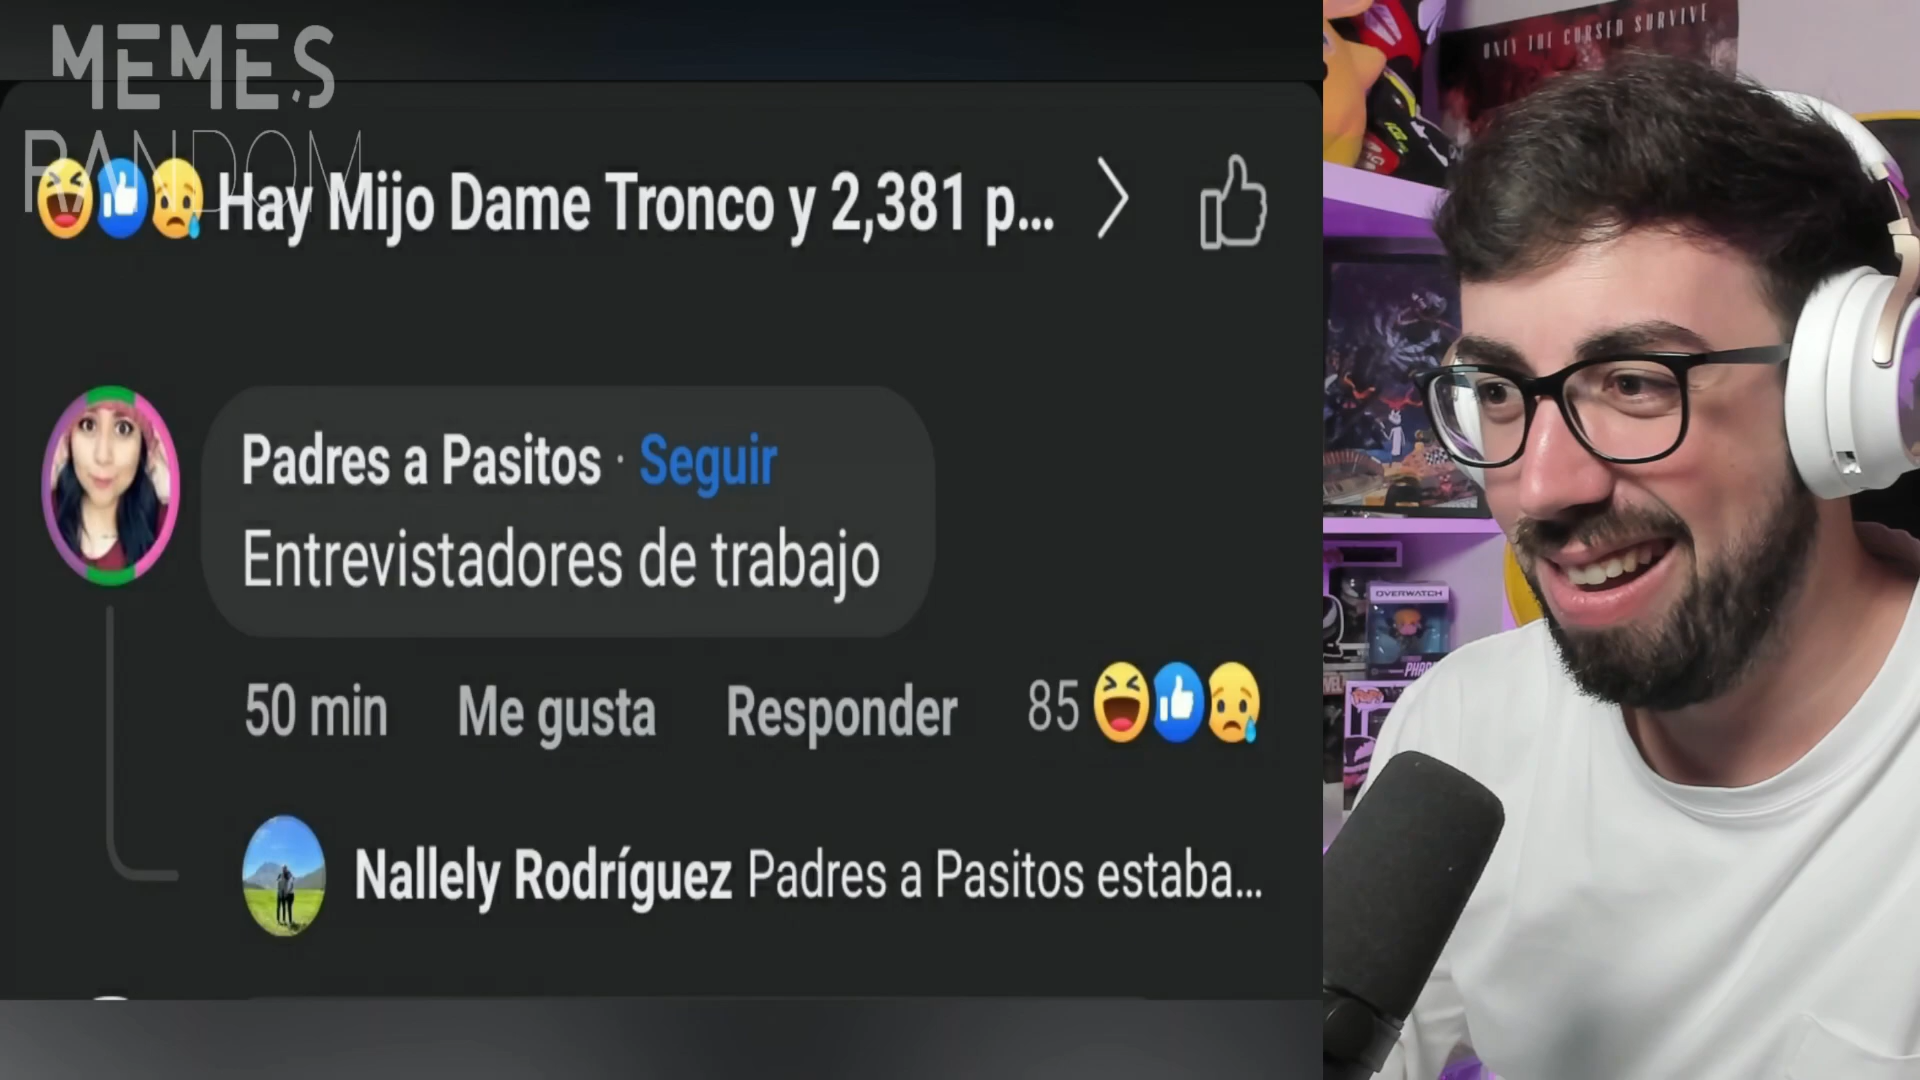 MEMES
RANDOM
Hay Mijo Dame Tronco y 2,381 p...
Padres a Pasitos · Seguir
Entrevistadores de trabajo
50 min Me gusta Responder 85
Nallely Rodríguez Padres a Pasitos estaba...
ONLY THE CURSED SURVIVE
OVERWATCH